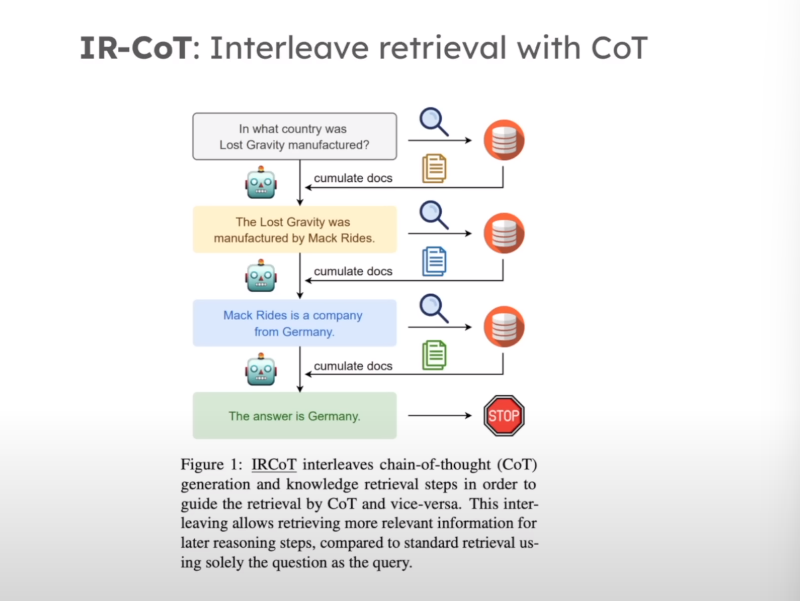 IR-CoT: Interleave retrieval with CoT
In what country was
Lost Gravity manufactured?
cumulate docs
The Lost Gravity was
manufactured by Mack Rides.
cumulate docs
Mack Rides is a company
from Germany.
cumulate docs
The answer is Germany.
STOP
Figure 1: IRCoT interleaves chain-of-thought (CoT)
generation and knowledge retrieval steps in order to
guide the retrieval by CoT and vice-versa. This inter-
leaving allows retrieving more relevant information for
later reasoning steps, compared to standard retrieval us-
ing solely the question as the query.